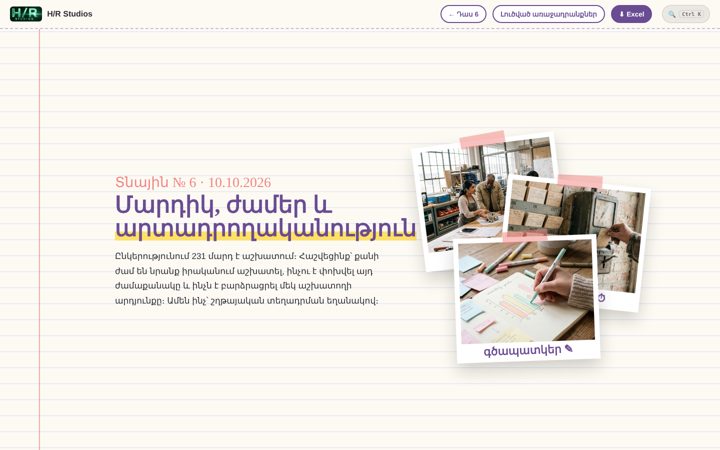 H/R
H/R Studios
← Դաս 6
Լուծված առաջադրանքներ
⬇ Excel
🔍 Ctrl K
Տնային № 6 · 10.10.2026
Մարդիկ, ժամեր և
արտադրողականություն
Ընկերությունում 231 մարդ է աշխատում։ Հաշվեցինք՝ քանի
ժամ են նրանք իրականում աշխատել, ինչու է փոխվել այդ
ժամաքանակը և ինչն է բարձրացրել մեկ աշխատողի
արդյունքը։ Ամեն ինչ՝ շղթայական տեղադրման եղանակով։
գծապատկեր ✎